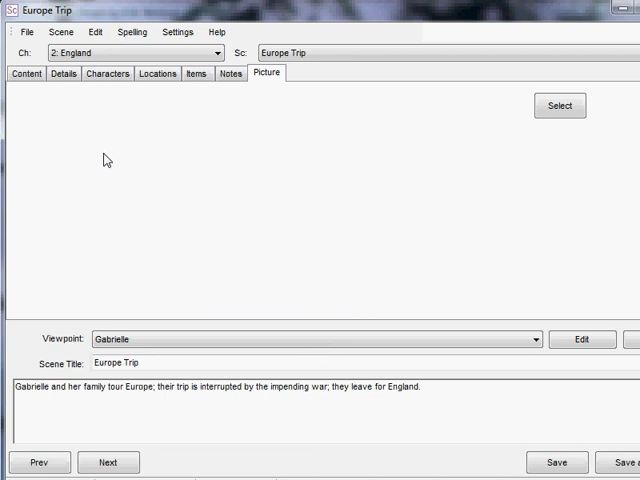 Sc Europe Trip
File Scene Edit Spelling Settings Help
Ch: 2: England Sc: Europe Trip
Content Details Characters Locations Items Notes Picture
Select
Viewpoint: Gabrielle Edit
Scene Title: Europe Trip
Gabrielle and her family tour Europe; their trip is interrupted by the impending war; they leave for England.
Prev Next Save Save a